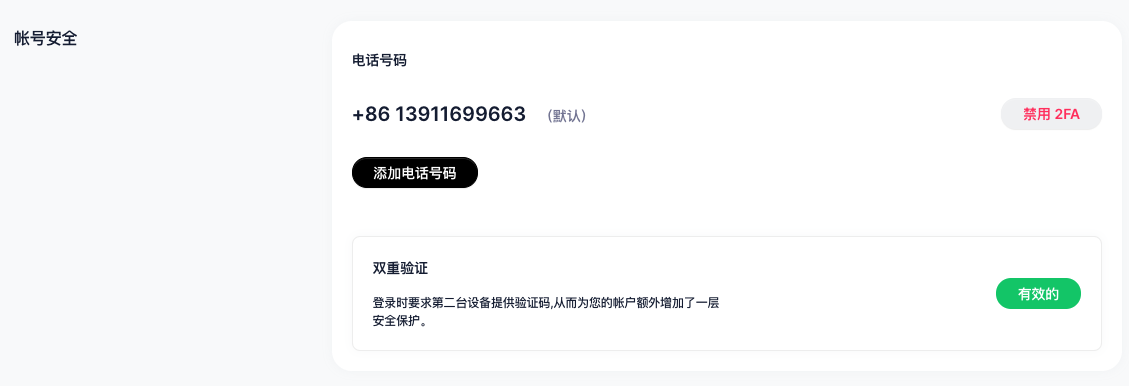 帐号安全
电话号码
+86 13911699663 (默认)
禁用 2FA
添加电话号码
双重验证
登录时要求第二台设备提供验证码,从而为您的帐户额外增加了一层
安全保护。
有效的